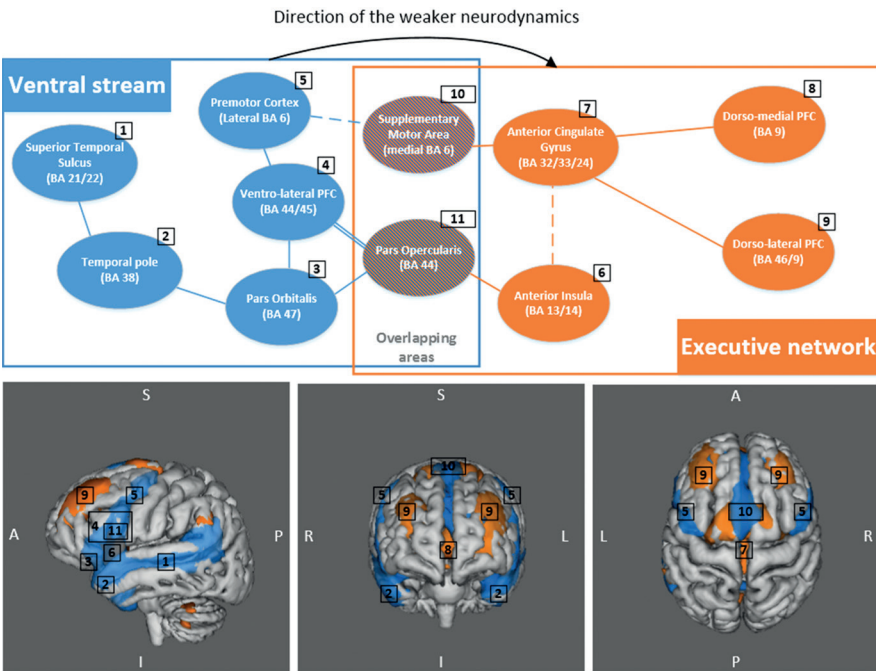 Direction of the weaker neurodynamics
Ventral stream
1
Superior Temporal
Sulcus
(BA 21/22)
2
Temporal pole
(BA 38)
5
Premotor Cortex
(Lateral BA 6)
4
Ventro-lateral PFC
(BA 44/45)
3
Pars Orbitalis
(BA 47)
10
Supplementary
Motor Area
(medial BA 6)
11
Pars Opercularis
(BA 44)
Overlapping
areas
7
Anterior Cingulate
Gyrus
(BA 32/33/24)
6
Anterior Insula
(BA 13/14)
8
Dorso-medial PFC
(BA 9)
9
Dorso-lateral PFC
(BA 46/9)
Executive network
S
9
5
4
11
A
P
6
3
1
2
I
S
10
5
5
9
9
R
L
8
2
2
I
A
9
9
5
10
5
L
R
7
P